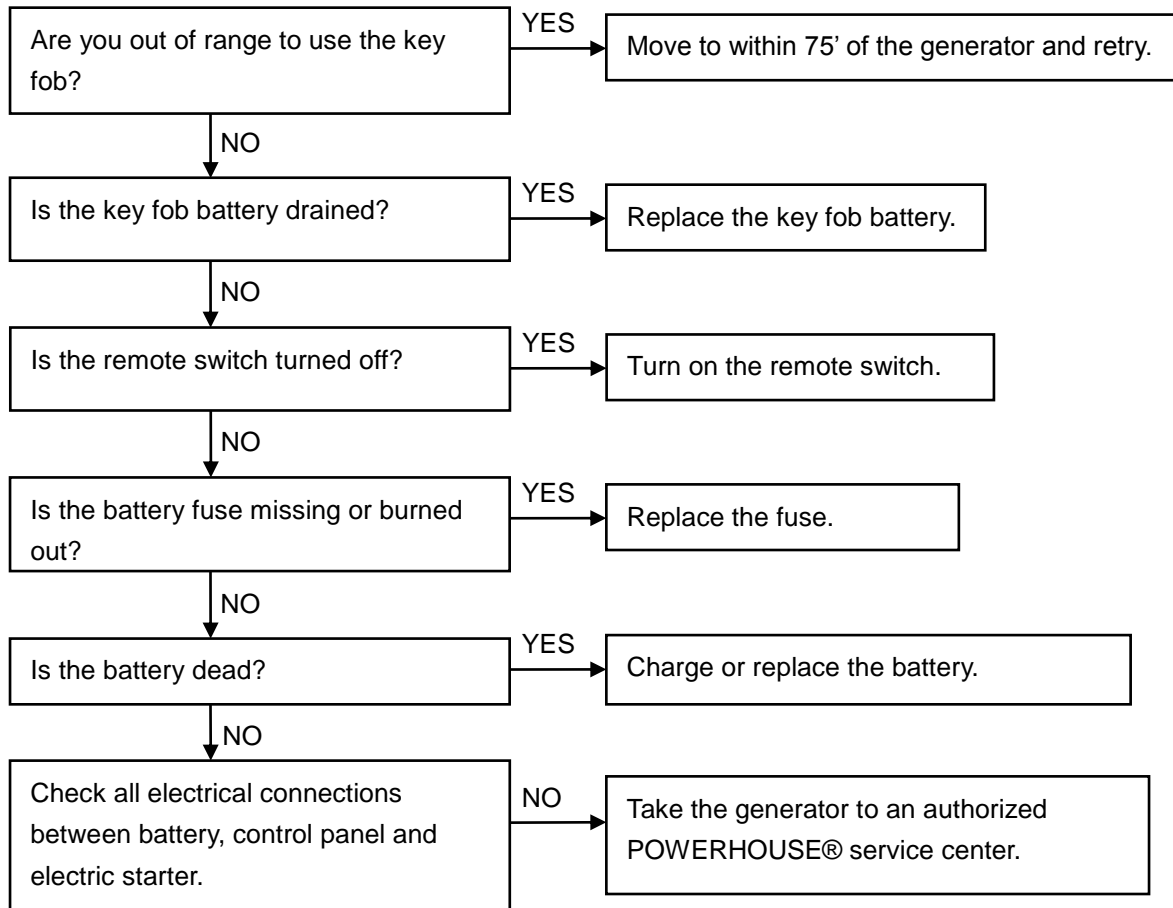 Are you out of range to use the key
fob?
YES
Move to within 75’ of the generator and retry.
NO
Is the key fob battery drained?
YES
Replace the key fob battery.
NO
Is the remote switch turned off?
YES
Turn on the remote switch.
NO
Is the battery fuse missing or burned
out?
YES
Replace the fuse.
NO
Is the battery dead?
YES
Charge or replace the battery.
NO
Check all electrical connections
between battery, control panel and
electric starter.
NO
Take the generator to an authorized
POWERHOUSE® service center.